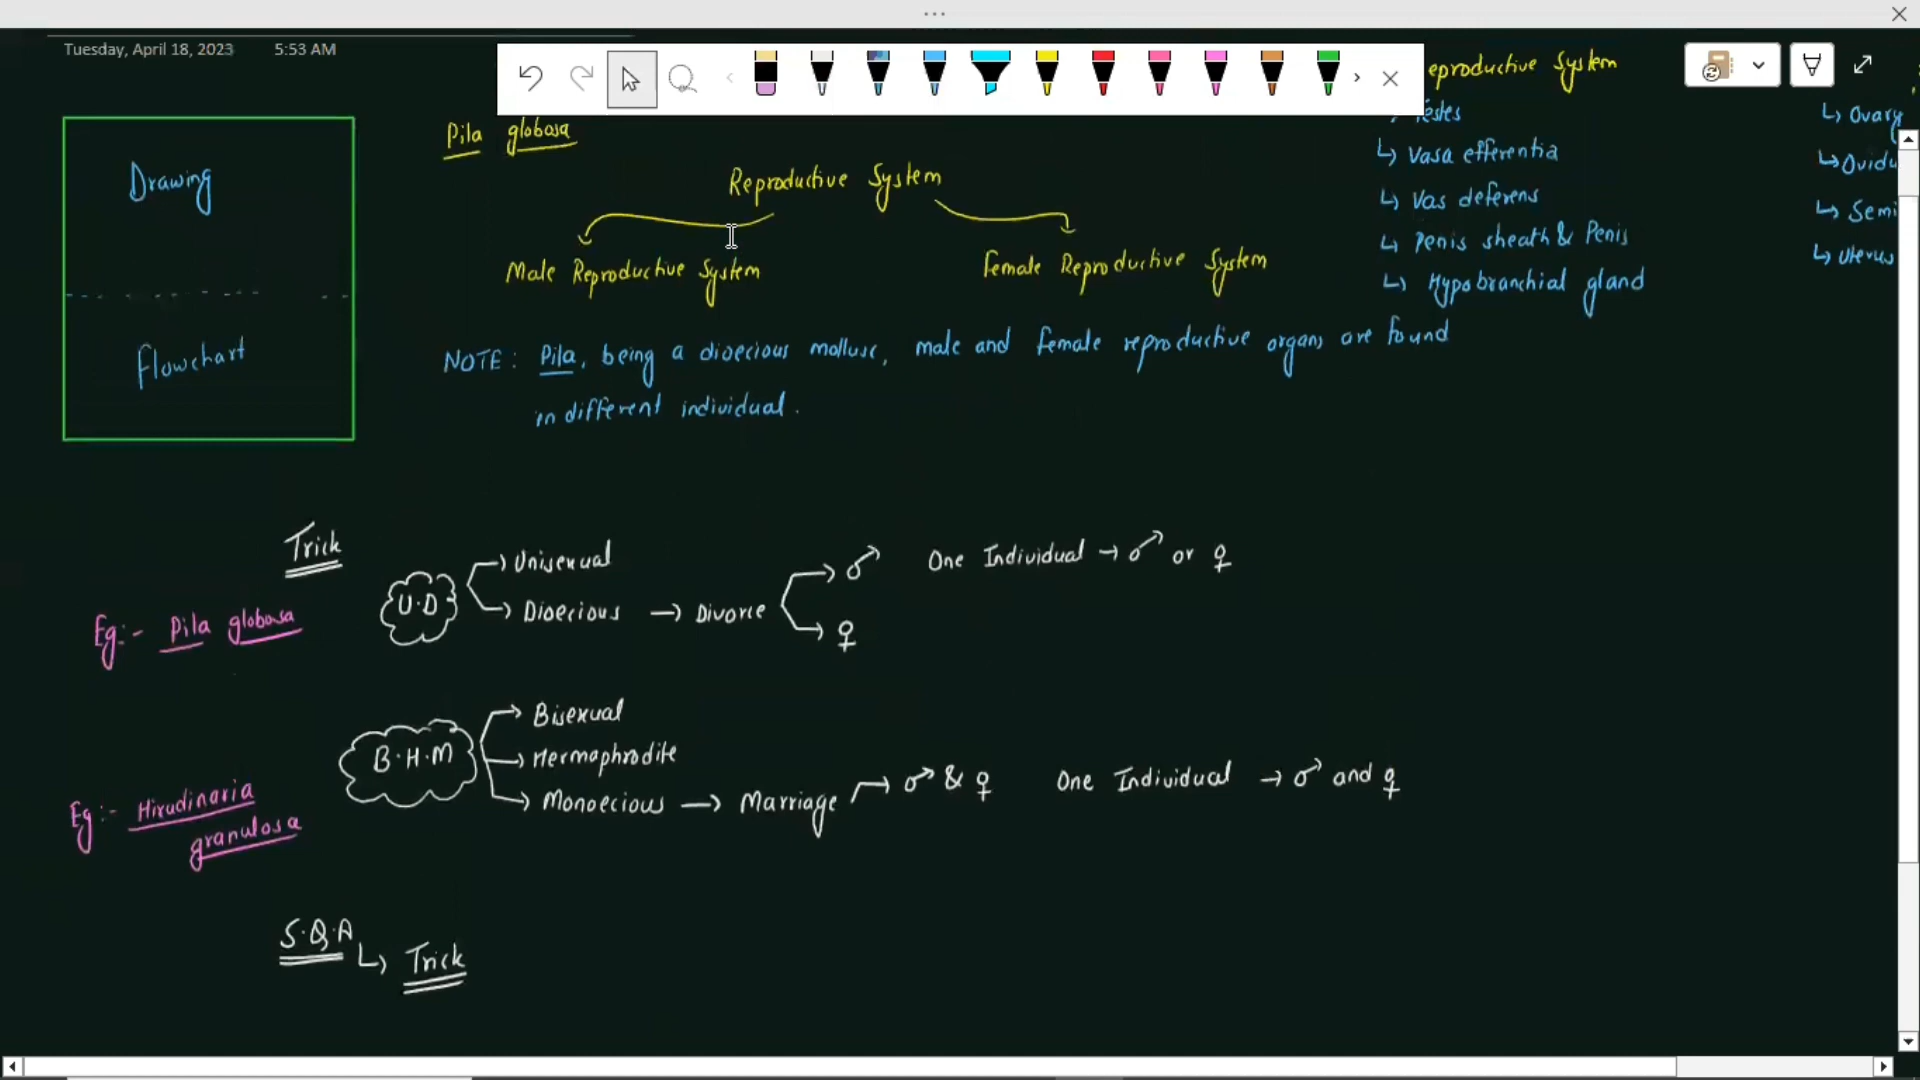 Tuesday, April 18, 2023 5:53 AM
Drawing
Flowchart
Pila globosa
Reproductive System
Male Reproductive System
Female Reproductive System
NOTE: Pila, being a dioecious mollusc, male and female reproductive organs are found
in different individual.
eproductive System
Testes
Vasa efferentia
Vas deferens
Penis sheath & Penis
Hypobranchial gland
Ovary
Ovidu
Semi
Uterus
Trick
Eg:- Pila globosa
U.D
Unisexual
Dioecious → Divorce
♂
♀
One Individual → ♂ or ♀
Eg:- Hirudinaria
granulosa
B.H.M
Bisexual
Hermaphrodite
Monoecious → Marriage → ♂ & ♀
One Individual → ♂ and ♀
S.Q.A
Trick